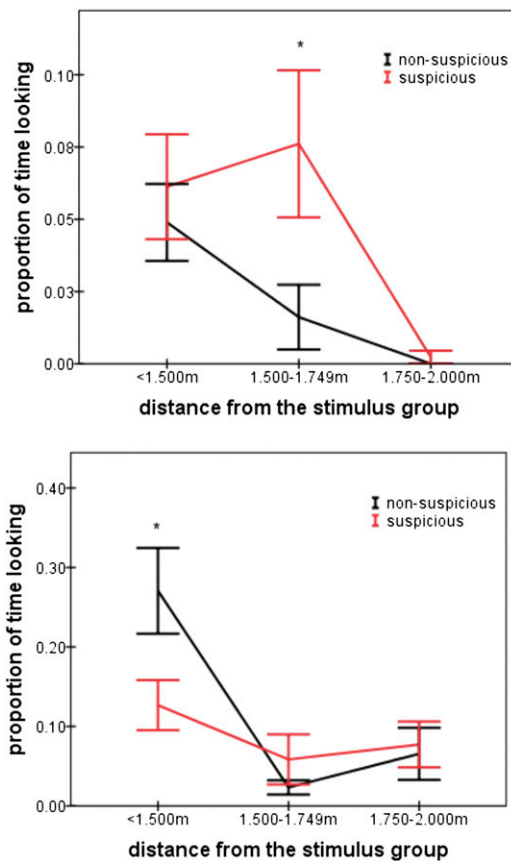 *
non-suspicious
suspicious
0.10
0.08
0.05
0.03
0.00
proportion of time looking
<1.500m 1.500-1.749m 1.750-2.000m
distance from the stimulus group
non-suspicious
suspicious
*
0.40
0.30
0.20
0.10
0.00
proportion of time looking
<1.500m 1.500-1.749m 1.750-2.000m
distance from the stimulus group